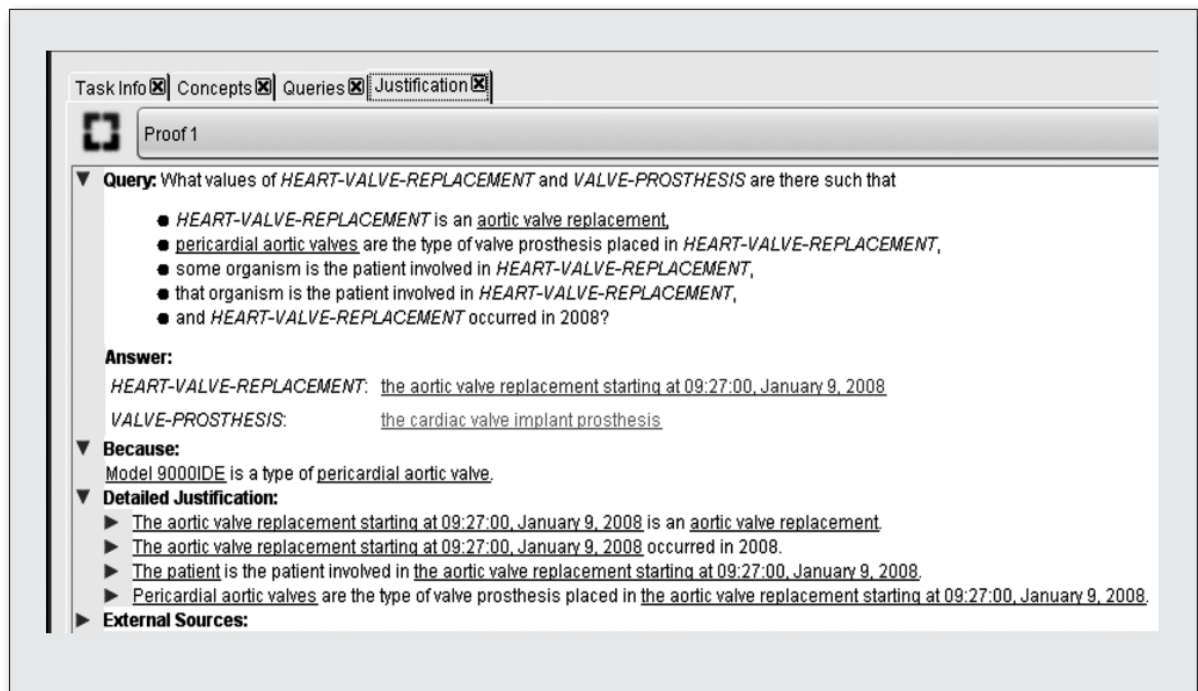 Task Info Concepts Queries Justification
Proof 1
Query: What values of HEART-VALVE-REPLACEMENT and VALVE-PROSTHESIS are there such that
● HEART-VALVE-REPLACEMENT is an aortic valve replacement,
● pericardial aortic valves are the type of valve prosthesis placed in HEART-VALVE-REPLACEMENT,
● some organism is the patient involved in HEART-VALVE-REPLACEMENT,
● that organism is the patient involved in HEART-VALVE-REPLACEMENT,
● and HEART-VALVE-REPLACEMENT occurred in 2008?
Answer:
HEART-VALVE-REPLACEMENT: the aortic valve replacement starting at 09:27:00, January 9, 2008
VALVE-PROSTHESIS: the cardiac valve implant prosthesis
Because:
Model 9000IDE is a type of pericardial aortic valve.
Detailed Justification:
The aortic valve replacement starting at 09:27:00, January 9, 2008 is an aortic valve replacement.
The aortic valve replacement starting at 09:27:00, January 9, 2008 occurred in 2008.
The patient is the patient involved in the aortic valve replacement starting at 09:27:00, January 9, 2008.
Pericardial aortic valves are the type of valve prosthesis placed in the aortic valve replacement starting at 09:27:00, January 9, 2008.
External Sources: